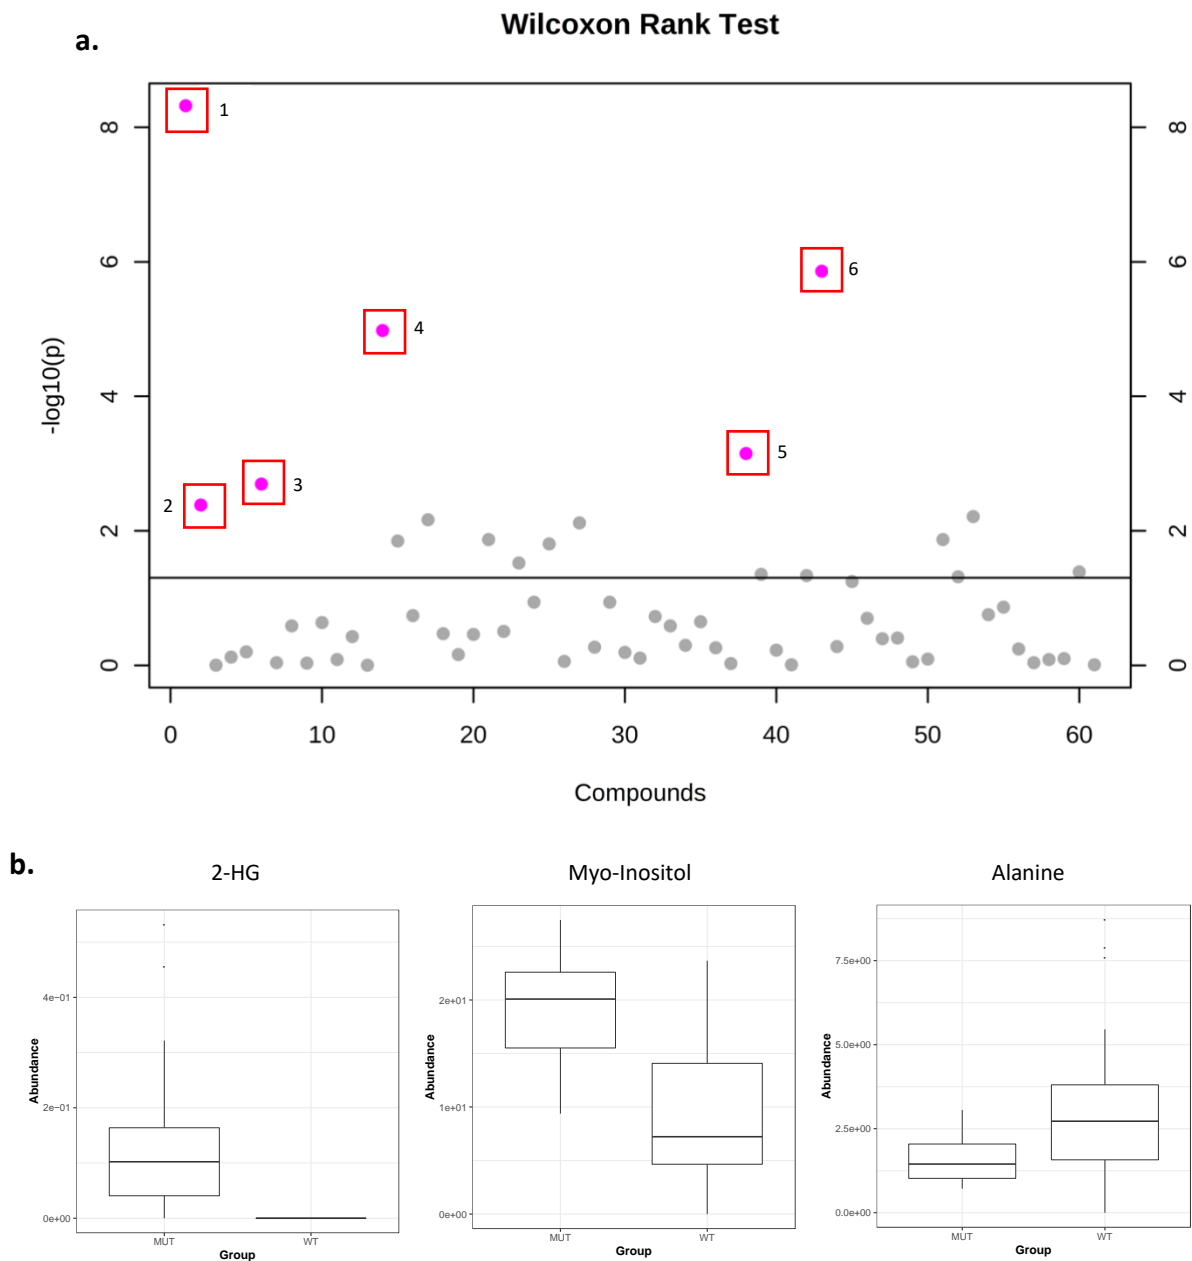 Wilcoxon Rank Test
a.
1
8
8
6
6
6
4
4
4
5
3
2
2
2
0
0
-log10(p)
0 10 20 30 40 50 60
Compounds
b.
2-HG Myo-Inositol Alanine
4e−01
2e−01
0e+00
Abundance
MUT WT
Group
2e+01
1e+01
0e+00
Abundance
MUT WT
Group
7.5e+00
5.0e+00
2.5e+00
0.0e+00
Abundance
MUT WT
Group